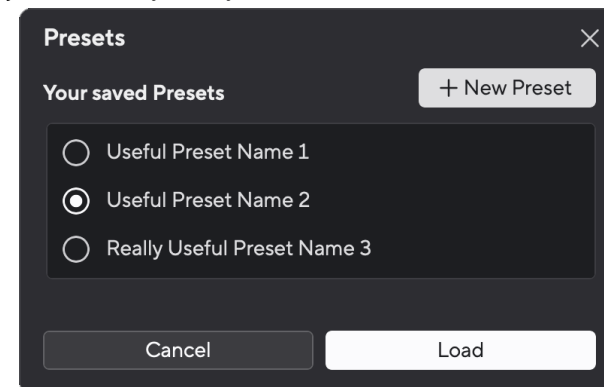 Presets
Your saved Presets
+ New Preset
Useful Preset Name 1
Useful Preset Name 2
Really Useful Preset Name 3
Cancel
Load